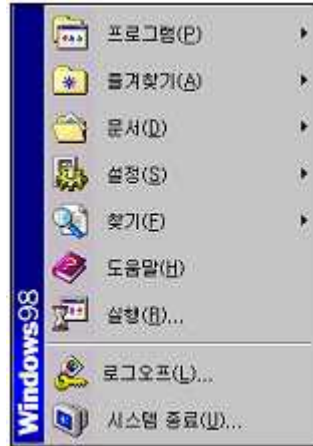 프로그램(P)
즐겨찾기(A)
문서(D)
설정(S)
찾기(F)
도움말(H)
실행(R)...
로그오프(L)...
시스템 종료(U)...
Windows98